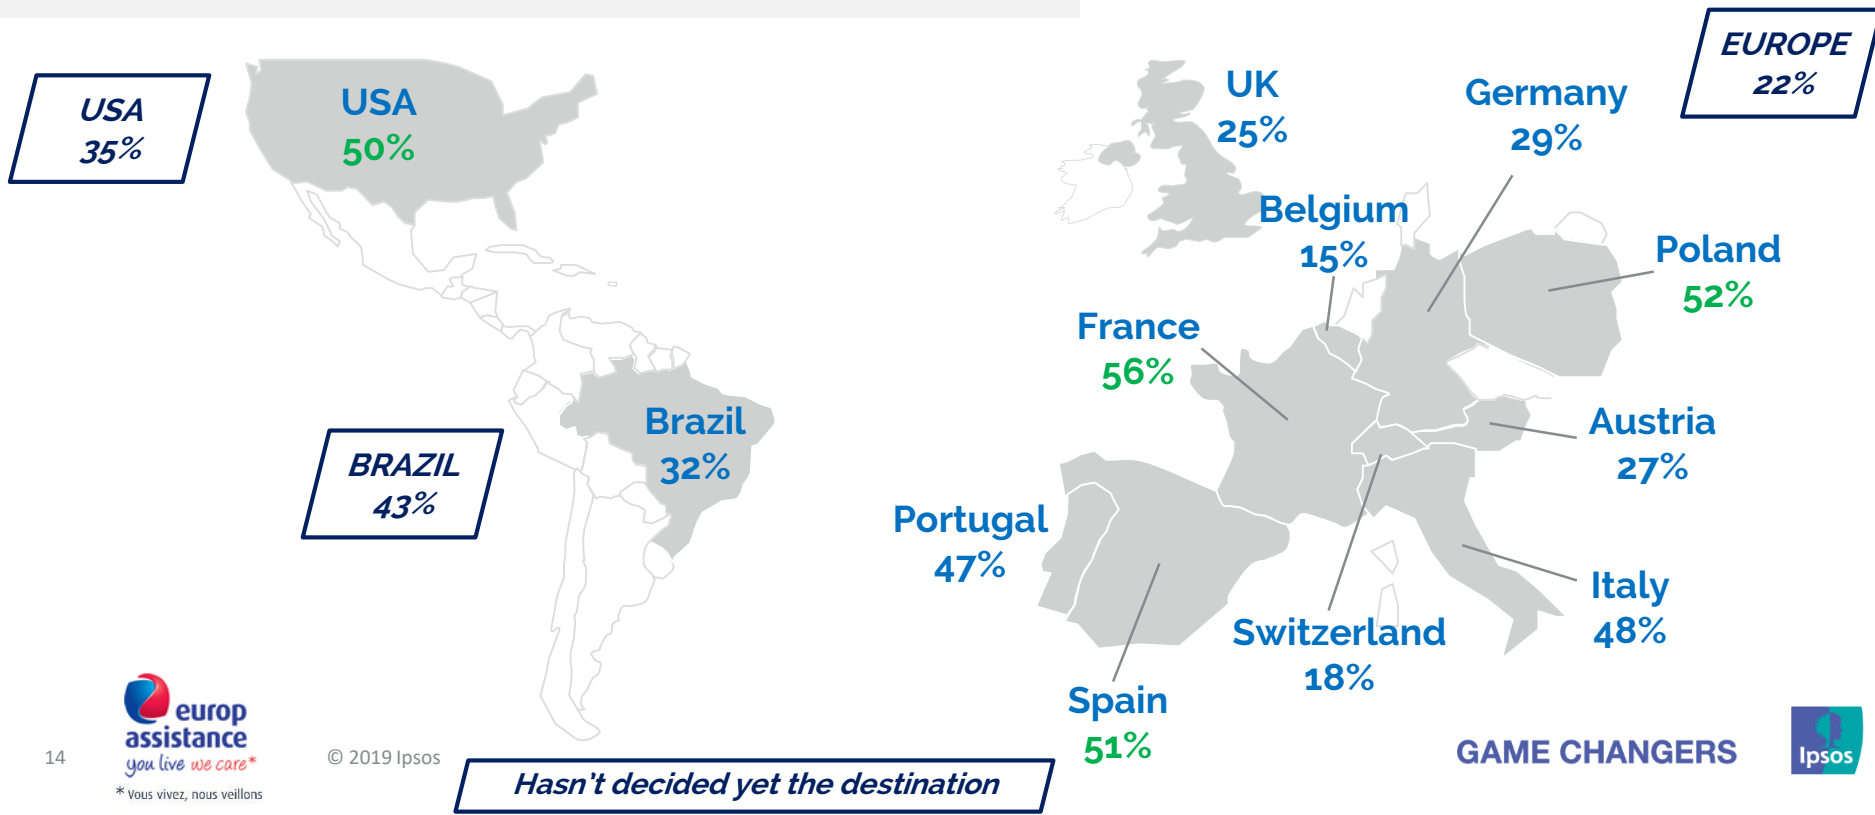 EUROPE
22%
USA
35%
USA
50%
UK
25%
Germany
29%
Belgium
15%
Poland
52%
France
56%
Brazil
32%
Austria
27%
BRAZIL
43%
Portugal
47%
Italy
48%
Switzerland
18%
Spain
51%
europ
assistance
you live we care*
* Vous vivez, nous veillons
14
© 2019 Ipsos
Hasn't decided yet the destination
GAME CHANGERS
Ipsos